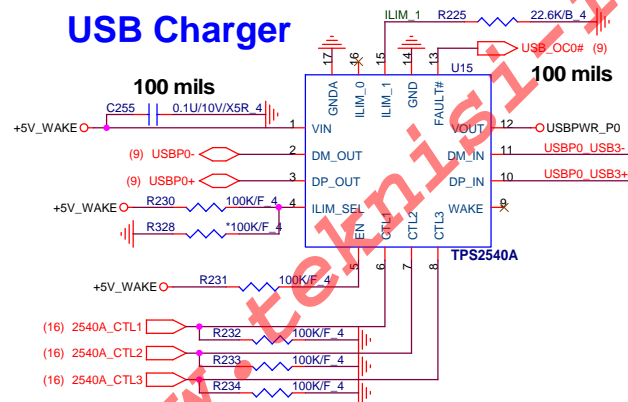 USB Charger
ILIM_1 R225 22.6K/B_4
USB_OC0# (9)
17 16 15 14 13 U15
100 mils 100 mils
GNDA ILIM_0 ILIM_1 GND FAULT#
C255 0.1U/10V/X5R_4
+5V_WAKE 1 VIN VOUT 12 USBPWR_P0
(9) USBP0- 2 DM_OUT DM_IN 11 USBP0_USB3-
(9) USBP0+ 3 DP_OUT DP_IN 10 USBP0_USB3+
+5V_WAKE R230 100K/F_4 4 ILIM_SEL WAKE 9
R328 *100K/F_4
EN CTL1 CTL2 CTL3
TPS2540A
5 6 7 8
+5V_WAKE R231 100K/F_4
(16) 2540A_CTL1
R232 100K/F_4
(16) 2540A_CTL2
R233 100K/F_4
(16) 2540A_CTL3
R234 100K/F_4